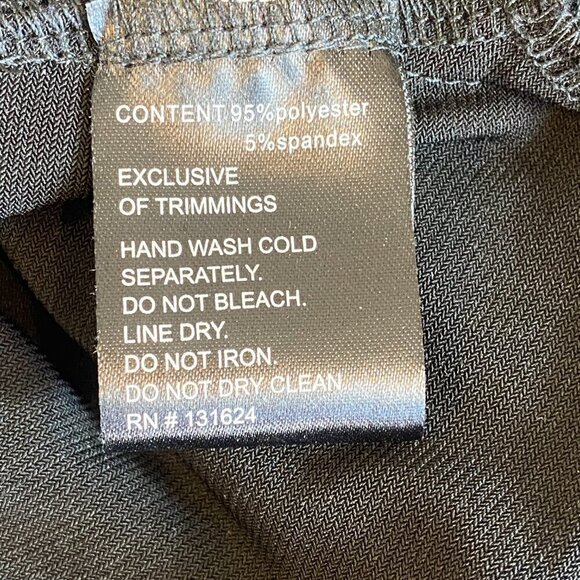 CONTENT 95%polyester
5%spandex
EXCLUSIVE
OF TRIMMINGS
HAND WASH COLD
SEPARATELY.
DO NOT BLEACH.
LINE DRY.
DO NOT IRON.
DO NOT DRY CLEAN
RN # 131624